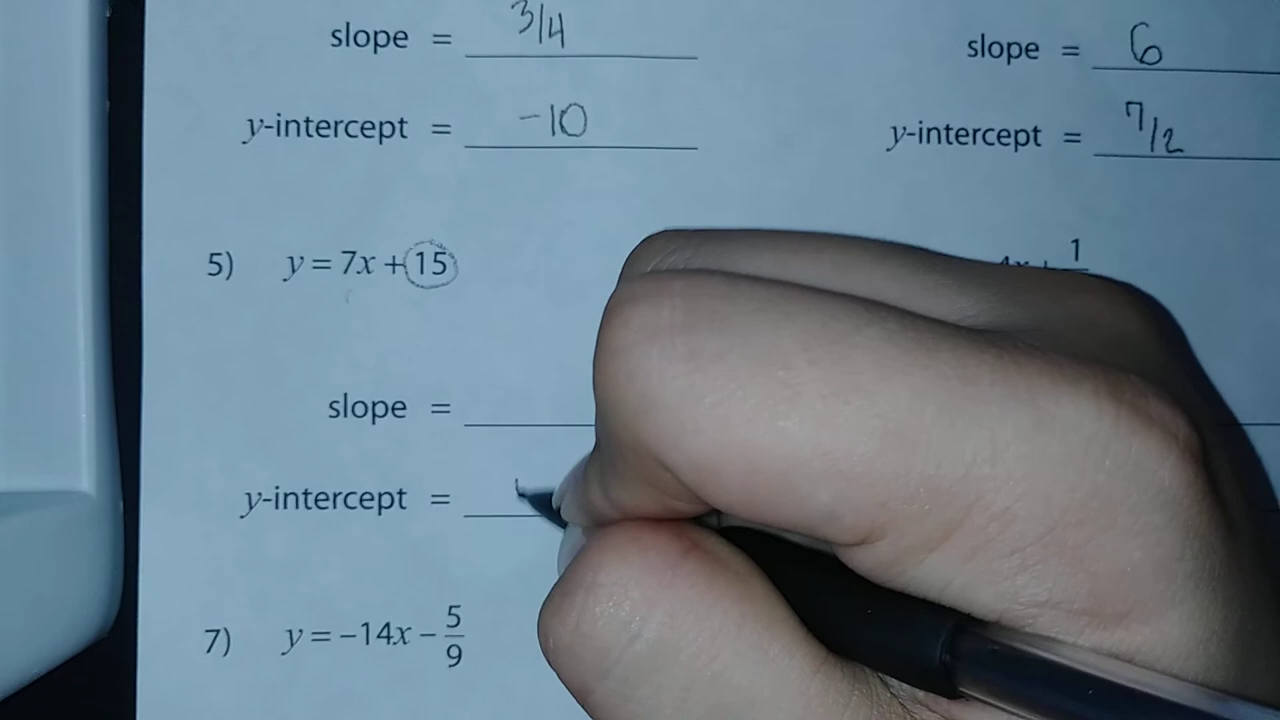 slope = 3/4
slope = 6
y-intercept = -10
y-intercept = 7/2
5) y = 7x + 15
1
slope =
y-intercept =
7) y = –14x – 5/9